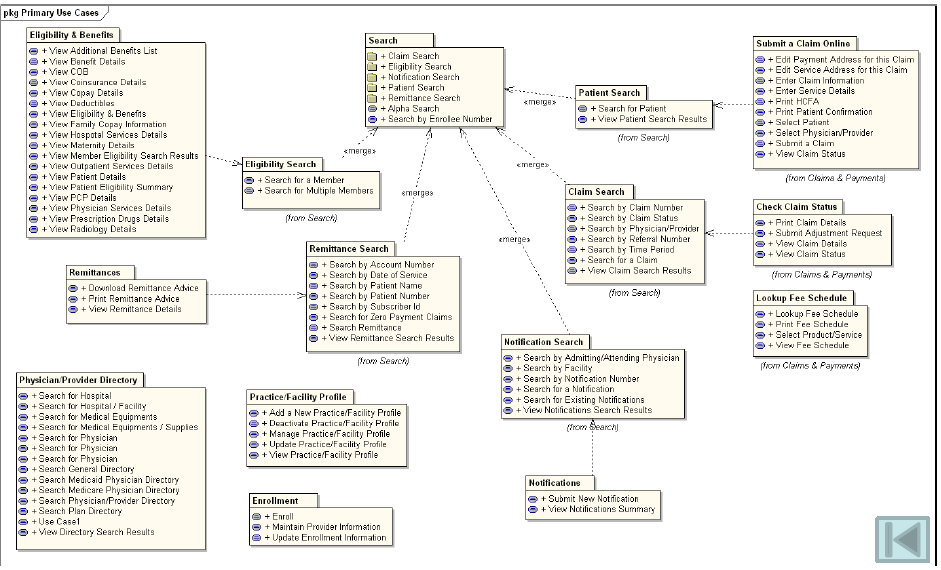 pkg Primary Use Cases
Eligibility & Benefits
+ View Additional Benefits List
+ View Benefit Details
+ View COB
+ View Coinsurance Details
+ View Copay Details
+ View Deductibles
+ View Eligibility & Benefits
+ View Family Copay Information
+ View Hospotal Services Details
+ View Maternity Details
+ View Member Eligibility Search Results
+ View Outpatient Services Details
+ View Patient Details
+ View Patient Eligibility Summary
+ View PCP Details
+ View Physician Services Details
+ View Prescription Drugs Details
+ View Radiology Details
Search
+ Claim Search
+ Eligibility Search
+ Notification Search
+ Patient Search
+ Remittance Search
+ Alpha Search
+ Search by Enrollee Number
«merge»
Patient Search
+ Search for Patient
+ View Patient Search Results
(from Search)
Submit a Claim Online
+ Edit Payment Address for this Claim
+ Edit Service Address for this Claim
+ Enter Claim Information
+ Enter Service Details
+ Print HCFA
+ Print Patient Confirmation
+ Select Patient
+ Select Physician/Provider
+ Submit a Claim
+ View Claim Status
(from Claims & Payments)
«merge»
«merge»
«merge»
«merge»
Eligibility Search
+ Search for a Member
+ Search for Multiple Members
(from Search)
Claim Search
+ Search by Claim Number
+ Search by Claim Status
+ Search by Physician/Provider
+ Search by Referral Number
+ Search by Time Period
+ Search for a Claim
+ View Claim Search Results
(from Search)
Check Claim Status
+ Print Claim Details
+ Submit Adjustment Request
+ View Claim Details
+ View Claim Status
(from Claims & Payments)
Remittances
+ Download Remittance Advice
+ Print Remittance Advice
+ View Remittance Details
Remittance Search
+ Search by Account Number
+ Search by Date of Service
+ Search by Patient Name
+ Search by Patient Number
+ Search by Subscriber Id
+ Search for Zero Payment Claims
+ Search Remittance
+ View Remittance Search Results
(from Search)
Lookup Fee Schedule
+ Lookup Fee Schedule
+ Print Fee Schedule
+ Select Product/Service
+ View Fee Schedule
(from Claims & Payments)
Notification Search
+ Search by Admitting/Attending Physician
+ Search by Facility
+ Search by Notification Number
+ Search for a Notification
+ Search for Existing Notifications
+ View Notifications Search Results
(from Search)
Physician/Provider Directory
+ Search for Hospital
+ Search for Hospital / Facility
+ Search for Medical Equipments
+ Search for Medical Equipments / Supplies
+ Search for Physician
+ Search for Physician
+ Search for Physician
+ Search General Directory
+ Search Medicaid Physician Directory
+ Search Medicare Physician Directory
+ Search Physician/Provider Directory
+ Search Plan Directory
+ Use Case1
+ View Directory Search Results
Practice/Facility Profile
+ Add a New Practice/Facility Profile
+ Deactivate Practice/Facility Profile
+ Manage Practice/Facility Profile
+ Update Practice/Facility Profile
+ View Practice/Facility Profile
Enrollment
+ Enroll
+ Maintain Provider Information
+ Update Enrollment Information
Notifications
+ Submit New Notification
+ View Notifications Summary